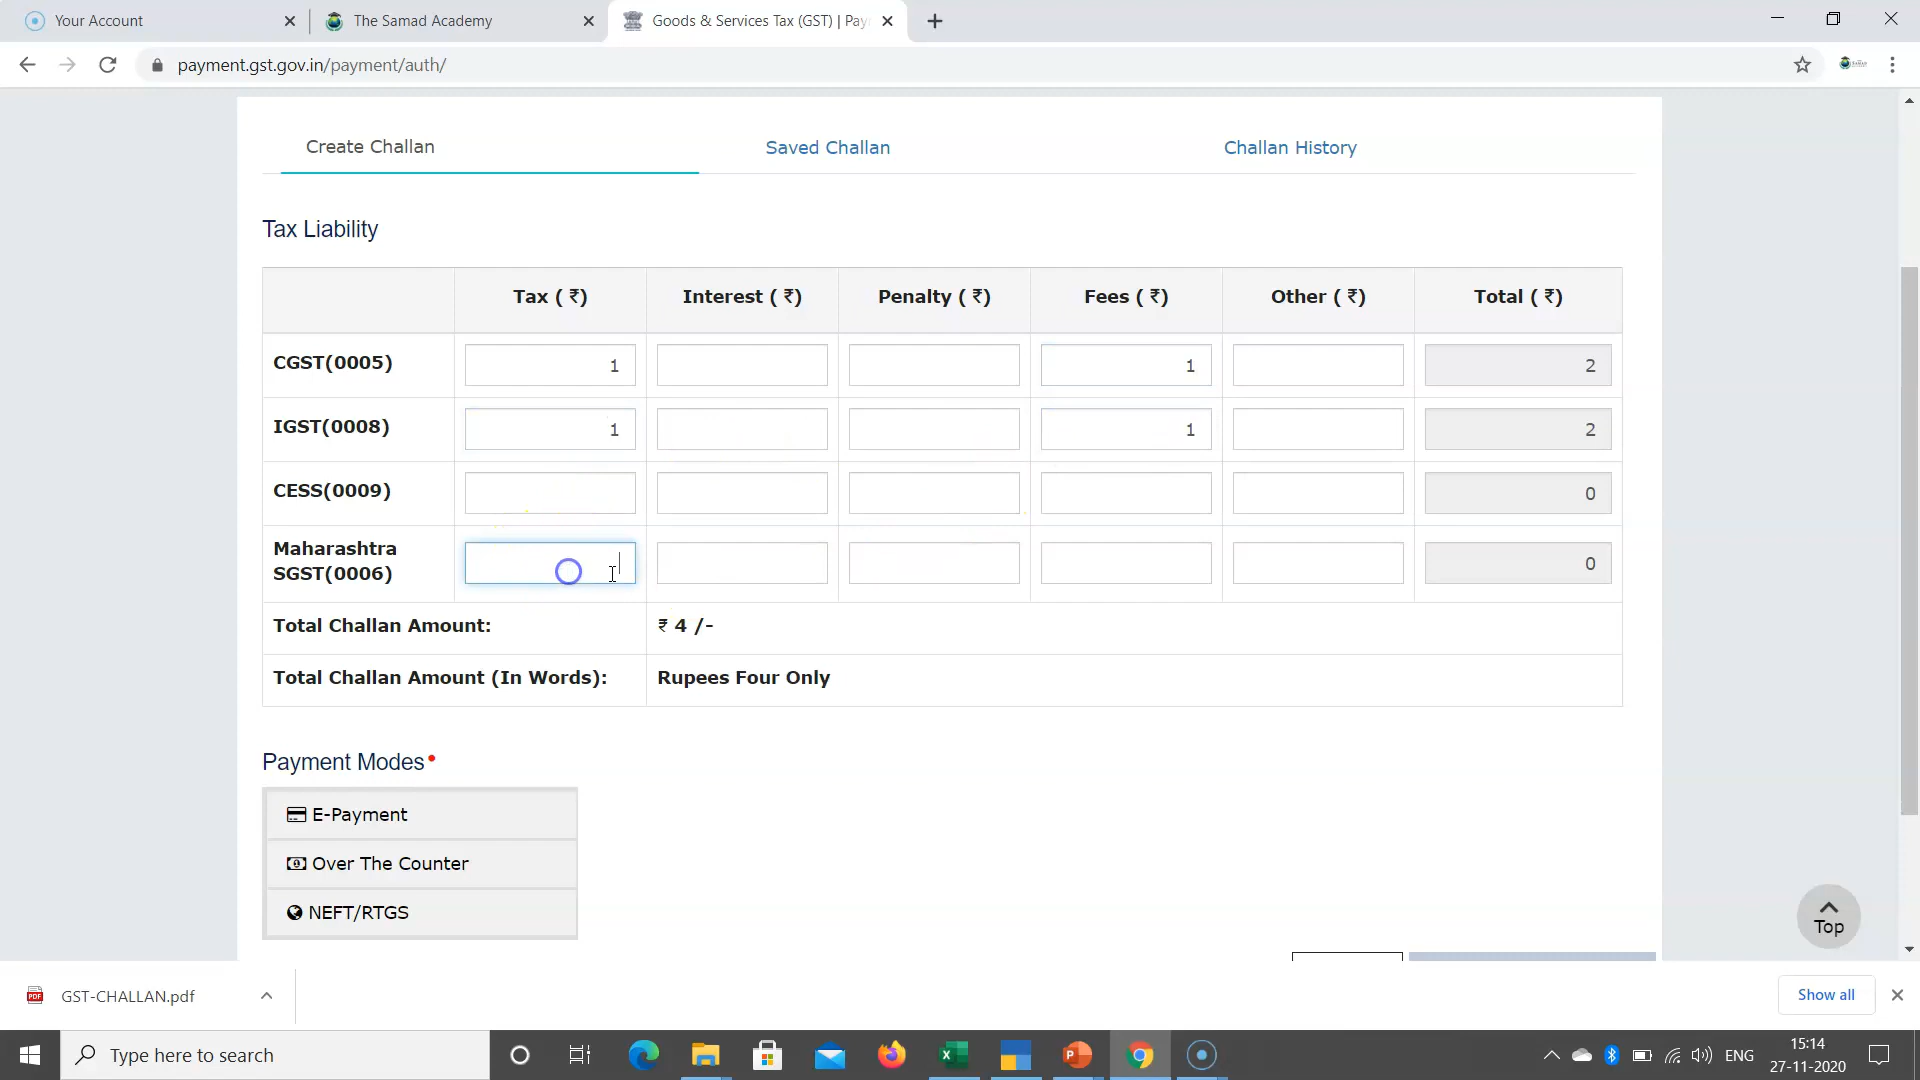 Your Account
The Samad Academy
Goods & Services Tax (GST) | Pay
payment.gst.gov.in/payment/auth/
Create Challan
Saved Challan
Challan History
Tax Liability
Tax ( ₹) Interest ( ₹) Penalty ( ₹) Fees ( ₹) Other ( ₹) Total ( ₹)
CGST(0005) 1 1 2
IGST(0008) 1 1 2
CESS(0009) 0
Maharashtra
SGST(0006) 0
Total Challan Amount: ₹ 4 /-
Total Challan Amount (In Words): Rupees Four Only
Payment Modes•
E-Payment
Over The Counter
NEFT/RTGS
Top
PDF GST-CHALLAN.pdf
Show all
Type here to search
ENG
15:14
27-11-2020